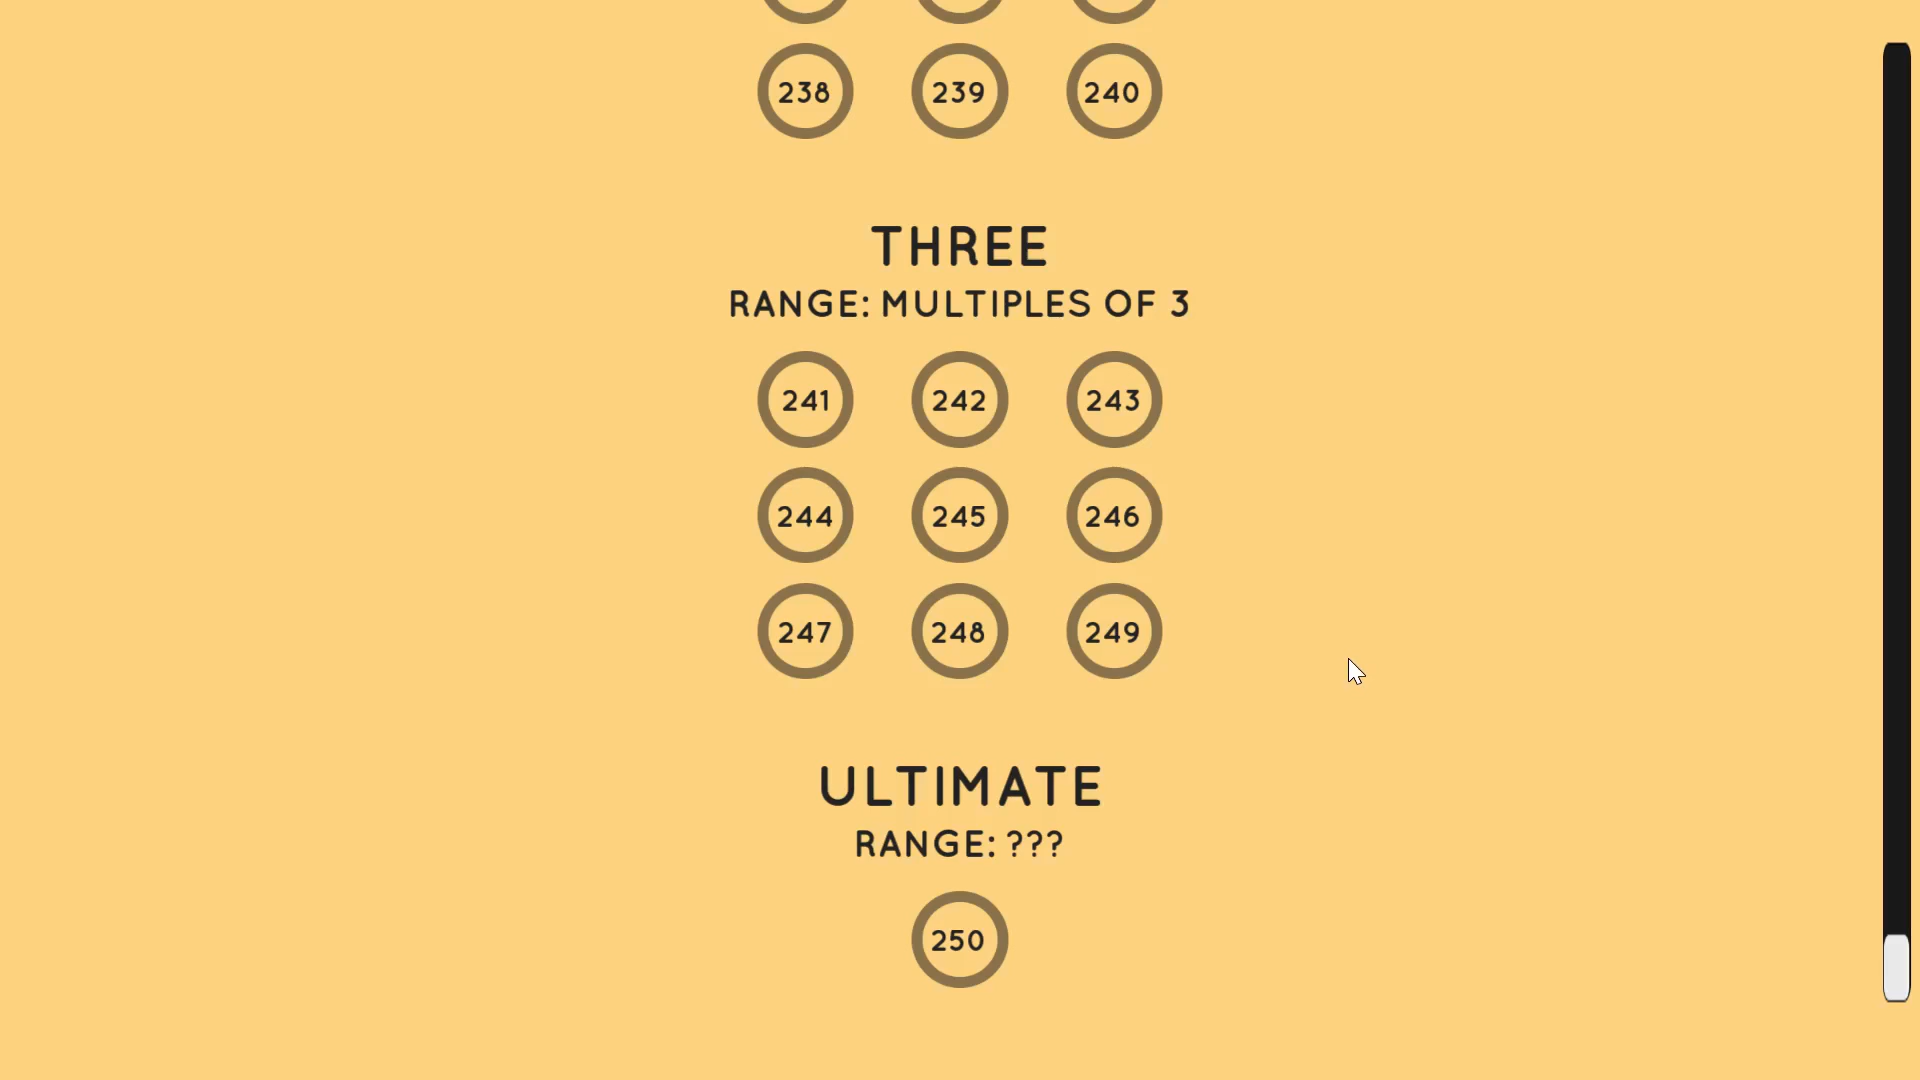 238 239 240
THREE
RANGE: MULTIPLES OF 3
241 242 243
244 245 246
247 248 249
ULTIMATE
RANGE: ???
250